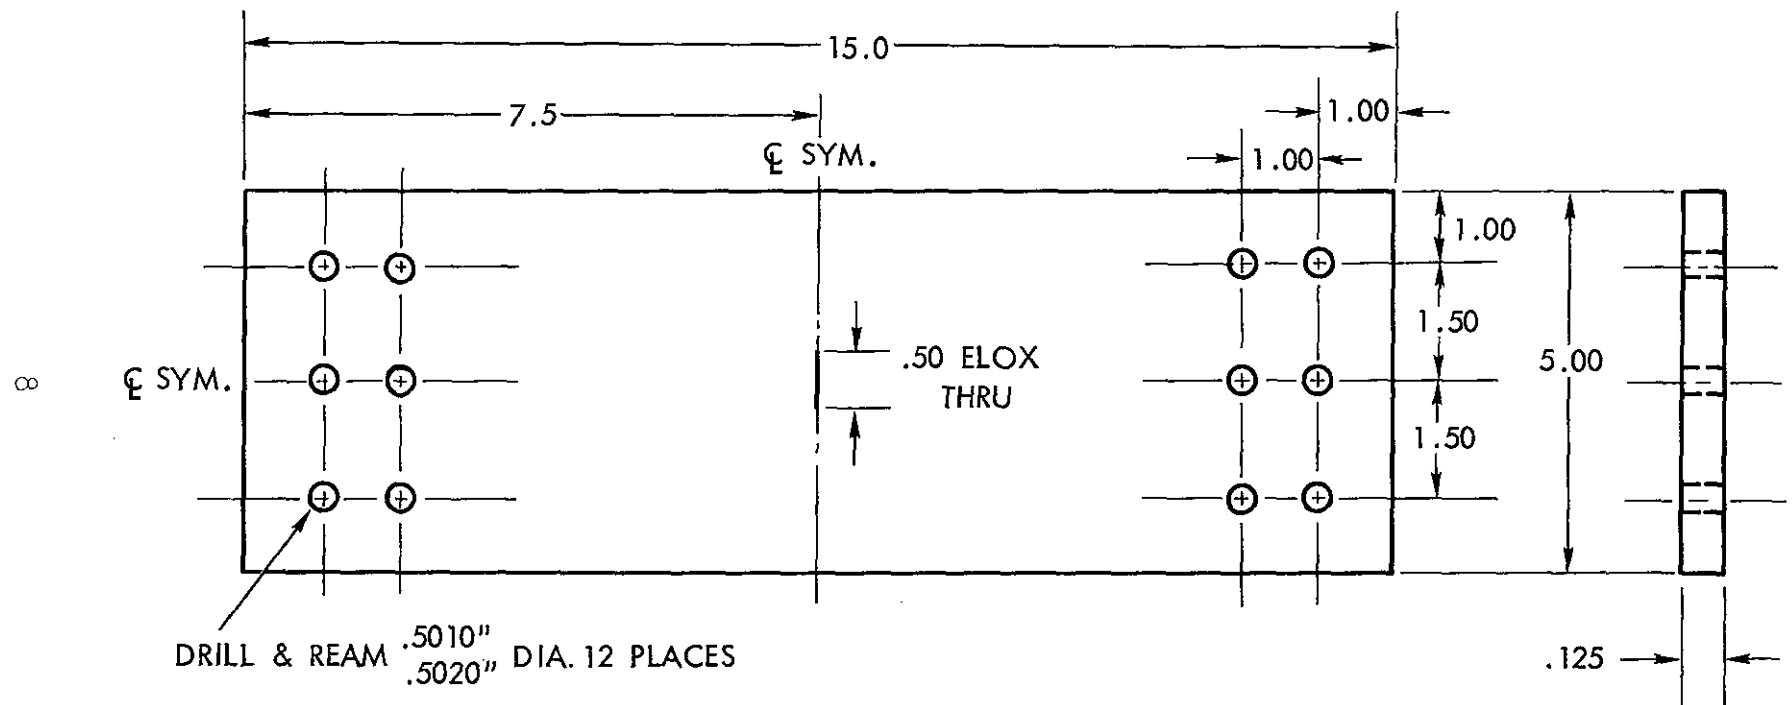 15.0
7.5
1.00
℄ SYM.
1.00
1.00
1.50
.50 ELOX
THRU
5.00
8
℄ SYM.
1.50
.5010"
DRILL & REAM DIA. 12 PLACES
.5020"
.125